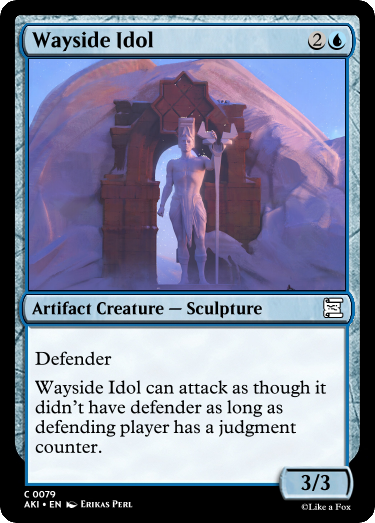 Wayside Idol 2
Artifact Creature — Sculpture
Defender
Wayside Idol can attack as though it
didn't have defender as long as
defending player has a judgment
counter.
3/3
C 0079
AKI • EN Erikas Perl
©Like a Fox